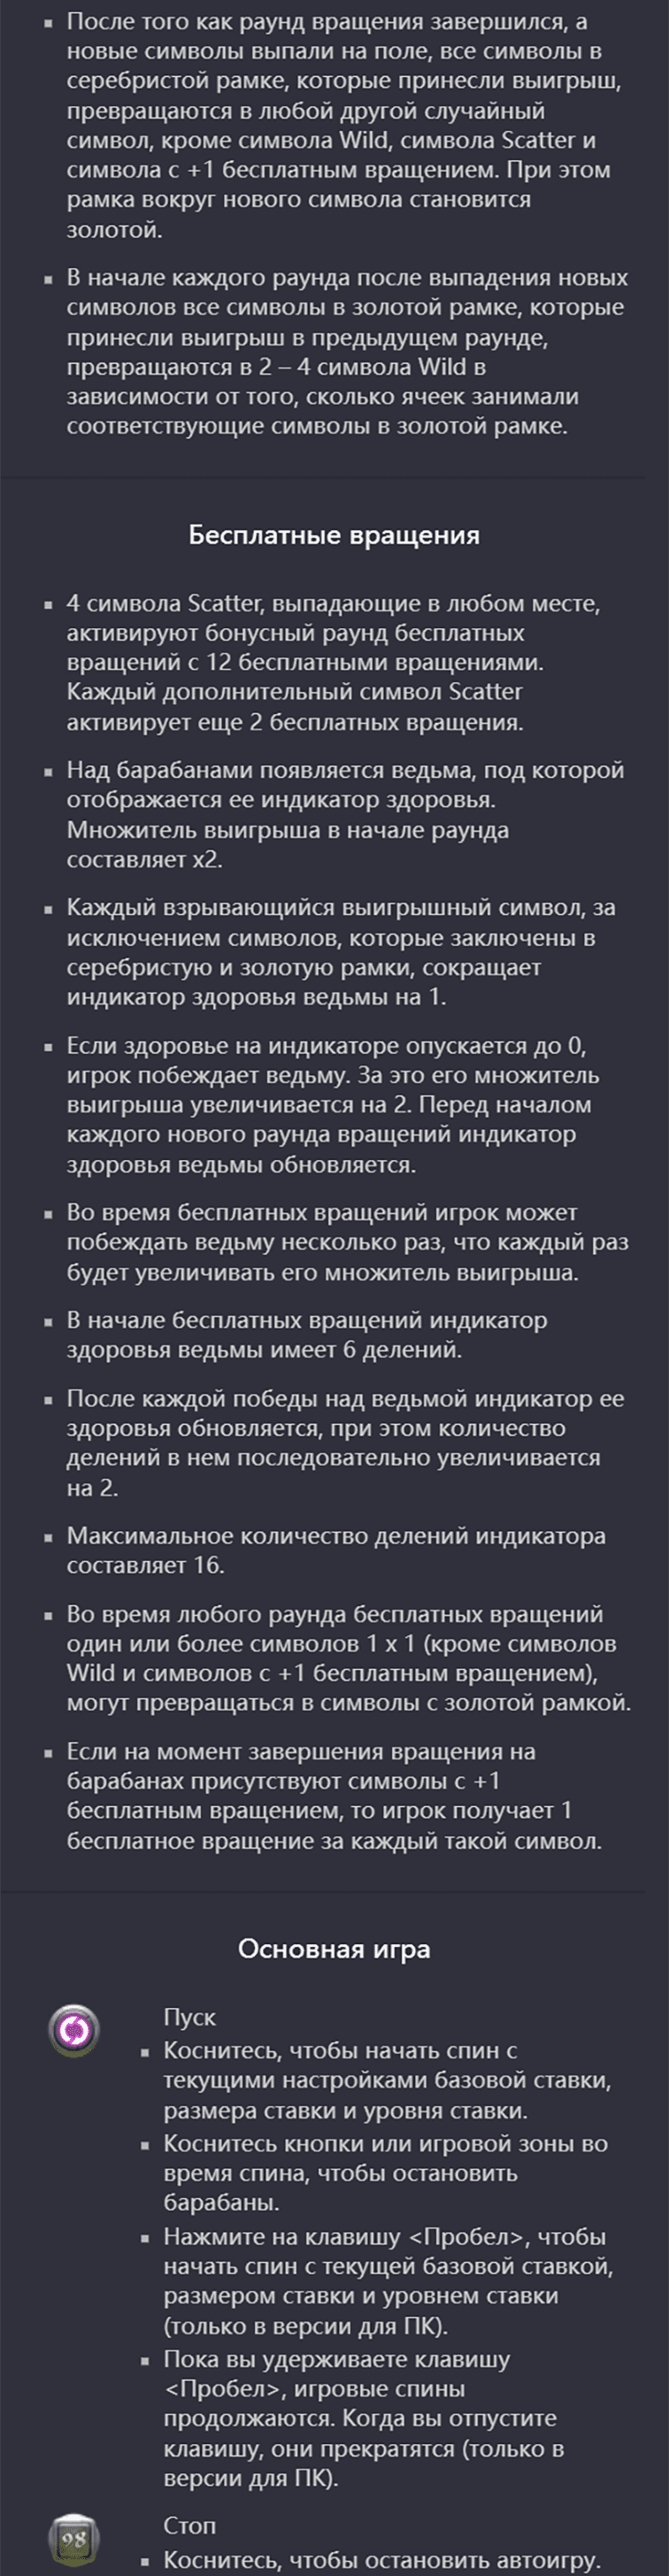 После того как раунд вращения завершился, а
новые символы выпали на поле, все символы в
серебристой рамке, которые принесли выигрыш,
превращаются в любой другой случайный
символ, кроме символа Wild, символа Scatter и
символа с +1 бесплатным вращением. При этом
рамка вокруг нового символа становится
золотой.
В начале каждого раунда после выпадения новых
символов все символы в золотой рамке, которые
принесли выигрыш в предыдущем раунде,
превращаются в 2 – 4 символа Wild в
зависимости от того, сколько ячеек занимали
соответствующие символы в золотой рамке.
Бесплатные вращения
4 символа Scatter, выпадающие в любом месте,
активируют бонусный раунд бесплатных
вращений с 12 бесплатными вращениями.
Каждый дополнительный символ Scatter
активирует еще 2 бесплатных вращения.
Над барабанами появляется ведьма, под которой
отображается ее индикатор здоровья.
Множитель выигрыша в начале раунда
составляет x2.
Каждый взрывающийся выигрышный символ, за
исключением символов, которые заключены в
серебристую и золотую рамки, сокращает
индикатор здоровья ведьмы на 1.
Если здоровье на индикаторе опускается до 0,
игрок побеждает ведьму. За это его множитель
выигрыша увеличивается на 2. Перед началом
каждого нового раунда вращений индикатор
здоровья ведьмы обновляется.
Во время бесплатных вращений игрок может
побеждать ведьму несколько раз, что каждый раз
будет увеличивать его множитель выигрыша.
В начале бесплатных вращений индикатор
здоровья ведьмы имеет 6 делений.
После каждой победы над ведьмой индикатор ее
здоровья обновляется, при этом количество
делений в нем последовательно увеличивается
на 2.
Максимальное количество делений индикатора
составляет 16.
Во время любого раунда бесплатных вращений
один или более символов 1 x 1 (кроме символов
Wild и символов с +1 бесплатным вращением),
могут превращаться в символы с золотой рамкой.
Если на момент завершения вращения на
барабанах присутствуют символы с +1
бесплатным вращением, то игрок получает 1
бесплатное вращение за каждый такой символ.
Основная игра
Пуск
Коснитесь, чтобы начать спин с
текущими настройками базовой ставки,
размера ставки и уровня ставки.
Коснитесь кнопки или игровой зоны во
время спина, чтобы остановить
барабаны.
Нажмите на клавишу <Пробел>, чтобы
начать спин с текущей базовой ставкой,
размером ставки и уровнем ставки
(только в версии для ПК).
Пока вы удерживаете клавишу
<Пробел>, игровые спины
продолжаются. Когда вы отпустите
клавишу, они прекратятся (только в
версии для ПК).
98
Стоп
Коснитесь, чтобы остановить автоигру.